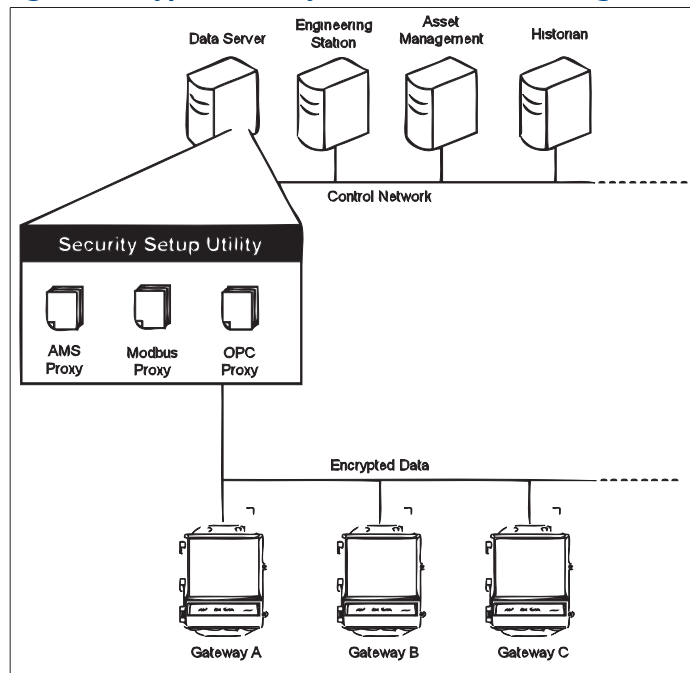 Data Server
Engineering
Station
Asset
Management
Historian
Control Network
Security Setup Utility
AMS
Proxy
Modbus
Proxy
OPC
Proxy
Encrypted Data
Gateway A
Gateway B
Gateway C